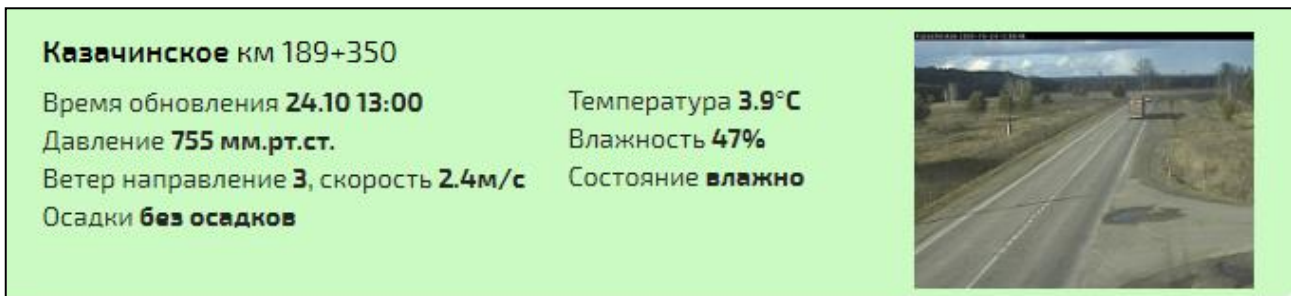 Казачинское км 189+350
Время обновления 24.10 13:00
Давление 755 мм.рт.ст.
Ветер направление З, скорость 2.4м/с
Осадки без осадков
Температура 3.9°C
Влажность 47%
Состояние влажно